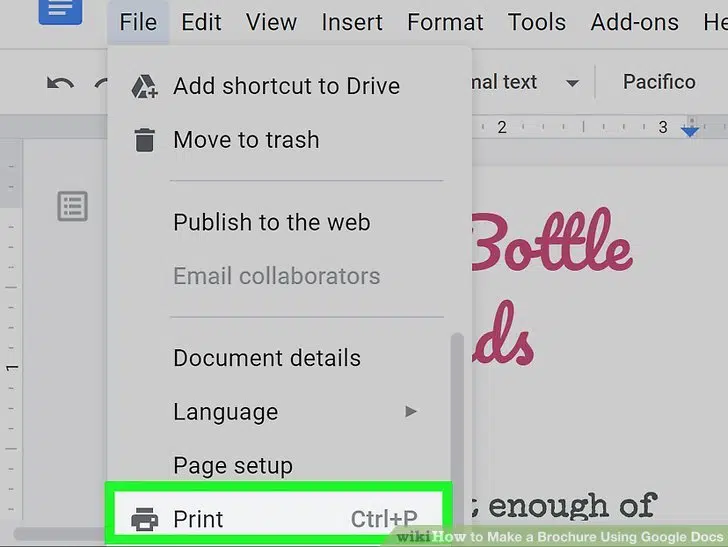 File Edit View Insert Format Tools Add-ons He
Add shortcut to Drive
mal text Pacifico
2 3
Move to trash
Publish to the web
Bottle
Email collaborators
ds
Document details
1
Language
Page setup
t enough of
Print Ctrl+P
wikiHow to Make a Brochure Using Google Docs